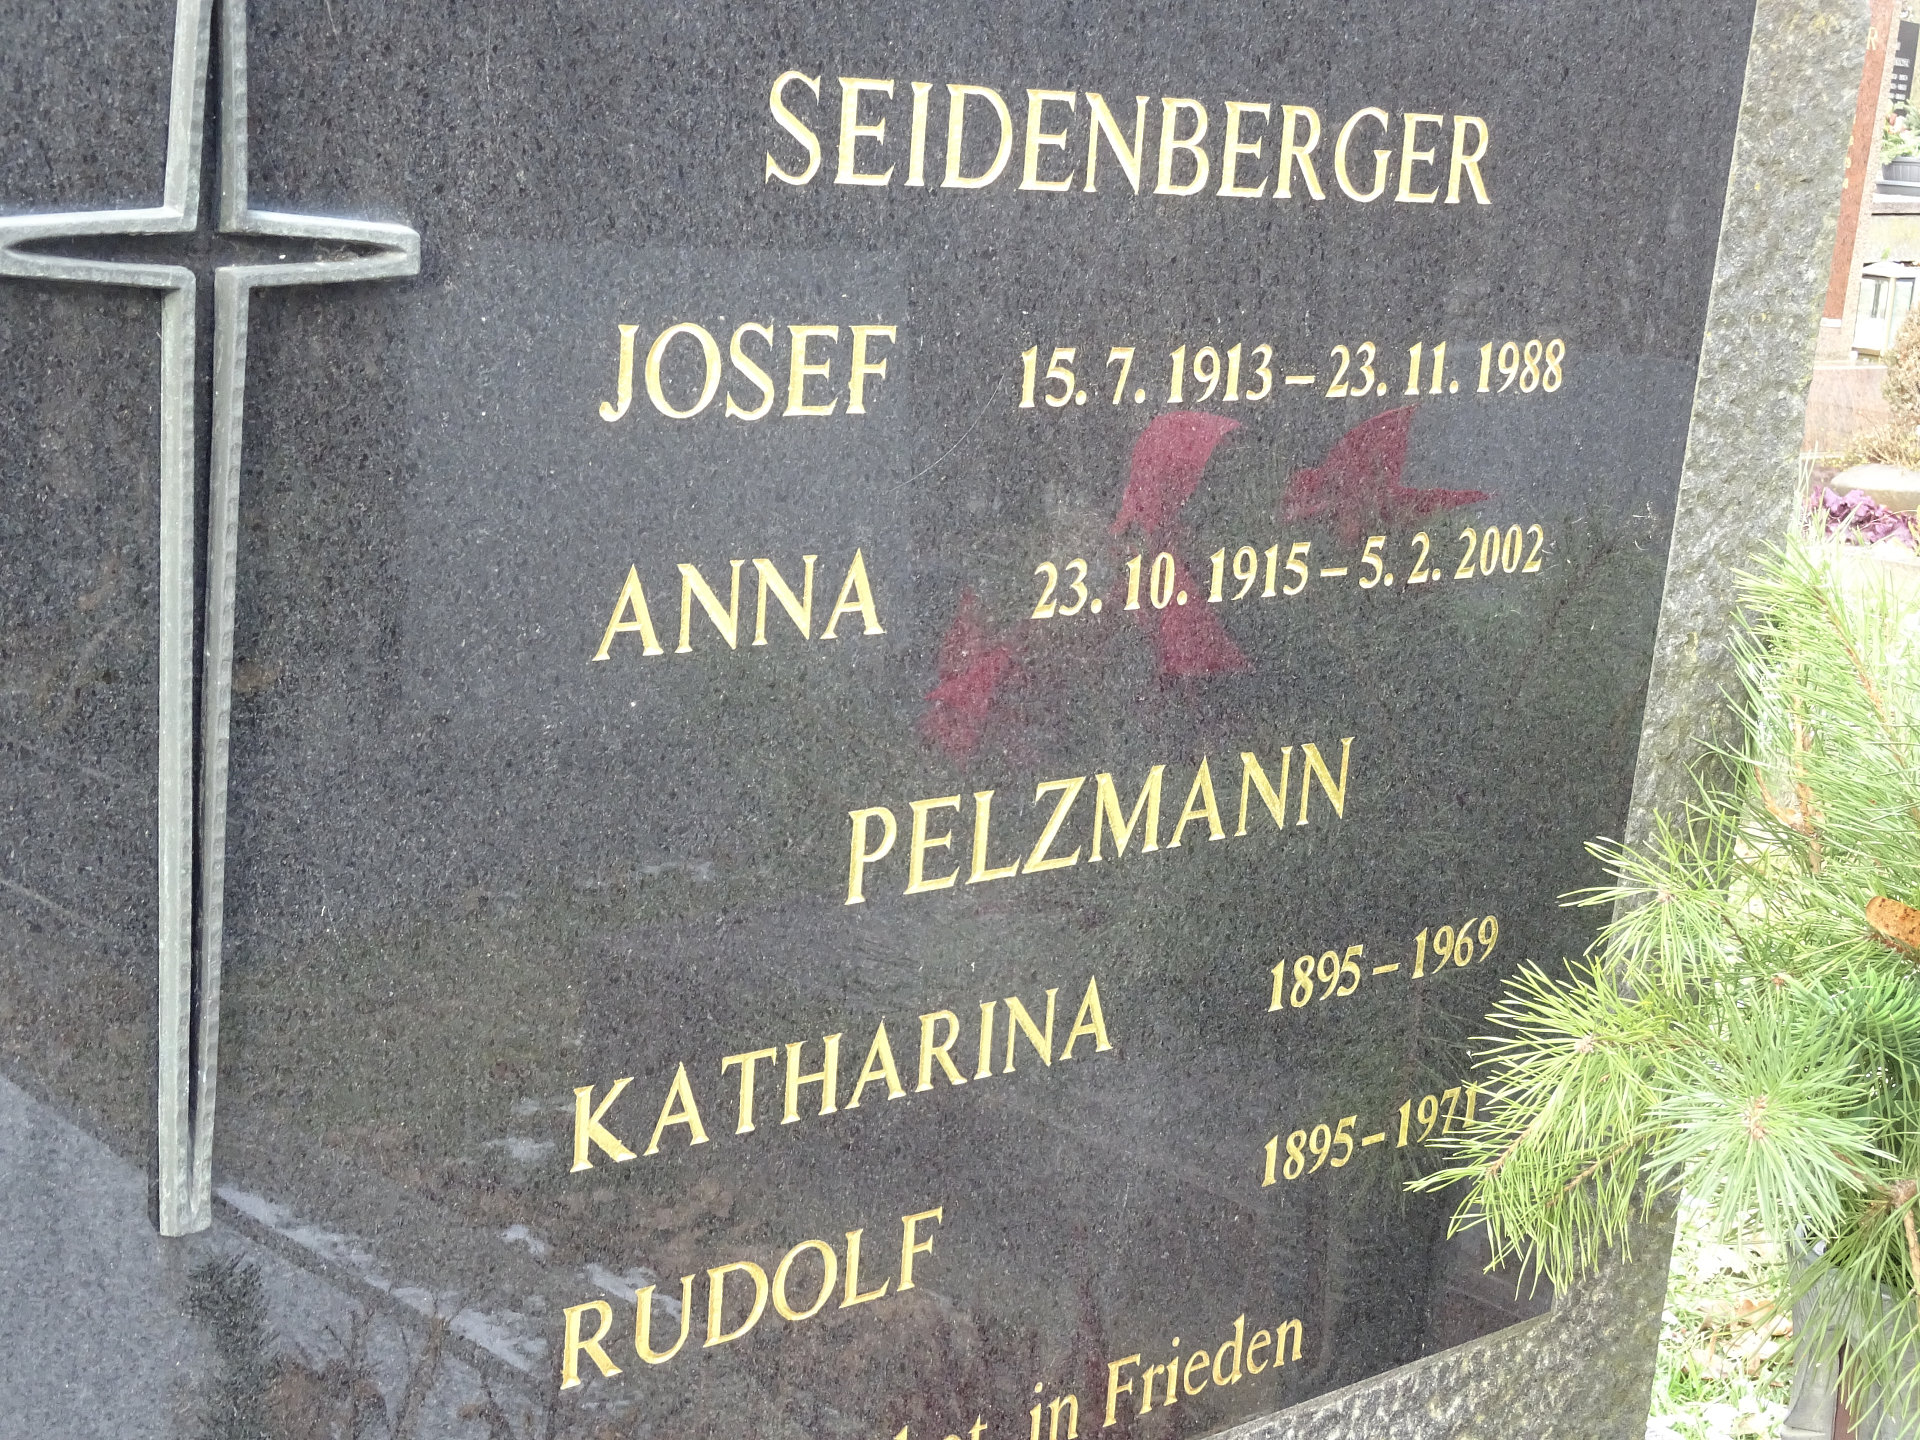 SEIDENBERGER
JOSEF 15. 7. 1913 – 23. 11. 1988
ANNA 23. 10. 1915 – 5. 2. 2002
PELZMANN
KATHARINA 1895 – 1969
RUDOLF 1895 – 1971
in Frieden